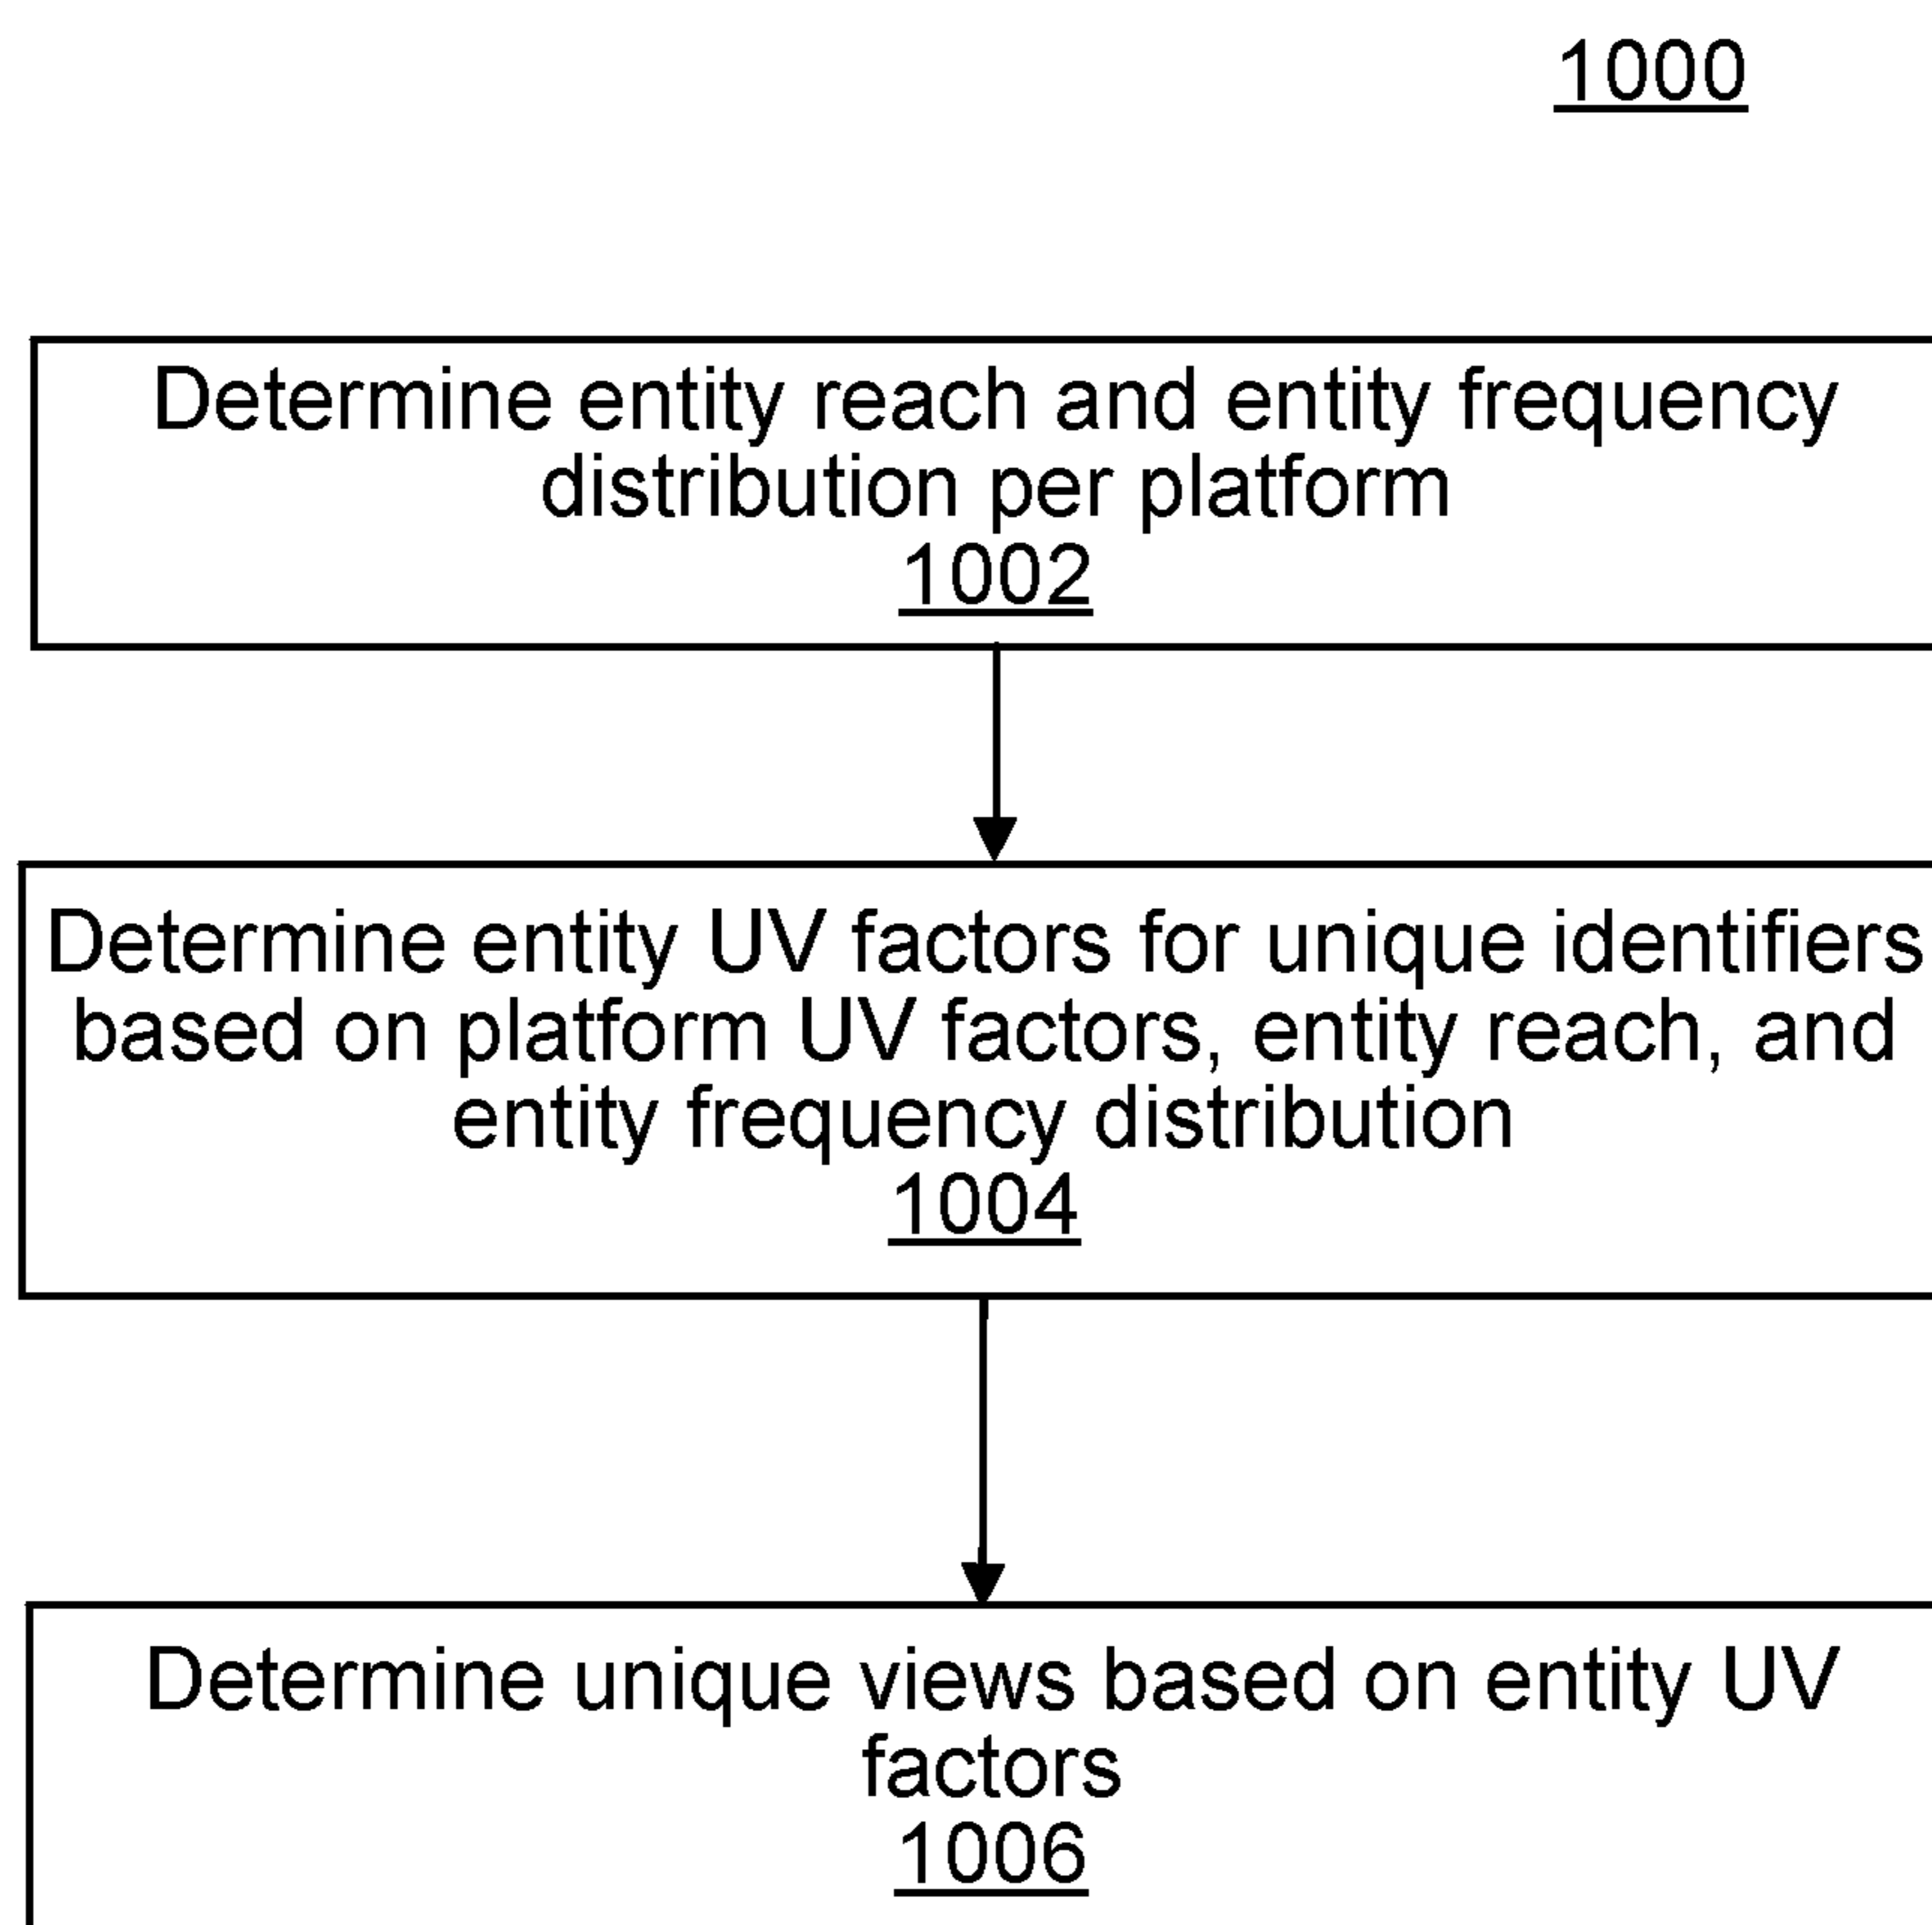 1000
Determine entity reach and entity frequency
distribution per platform
1002
Determine entity UV factors for unique identifiers
based on platform UV factors, entity reach, and
entity frequency distribution
1004
Determine unique views based on entity UV
factors
1006